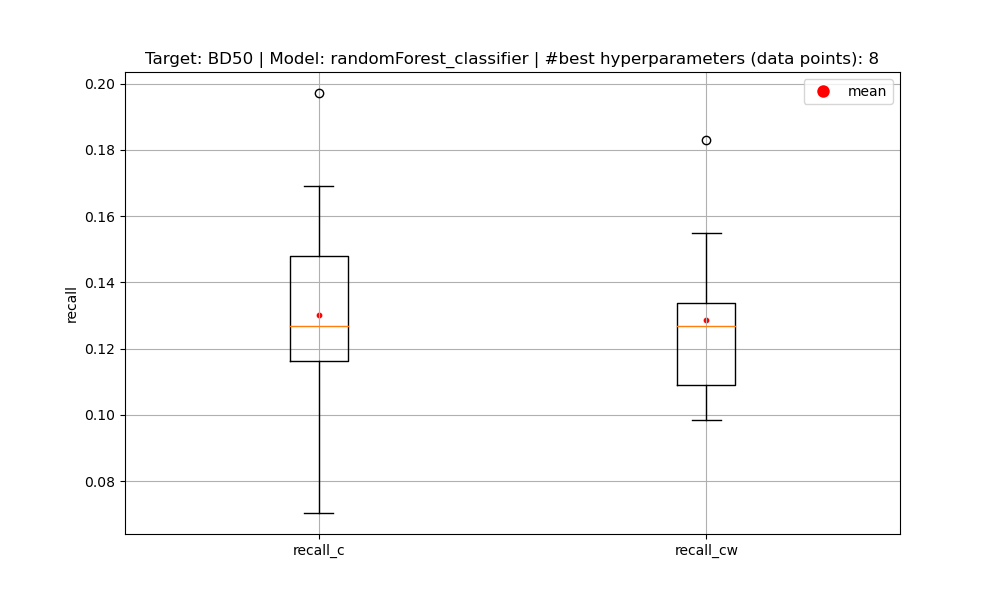 Target: BD50 | Model: randomForest_classifier | #best hyperparameters (data points): 8
mean
0.20
0.18
0.16
0.14
0.12
0.10
0.08
recall
recall_c
recall_cw